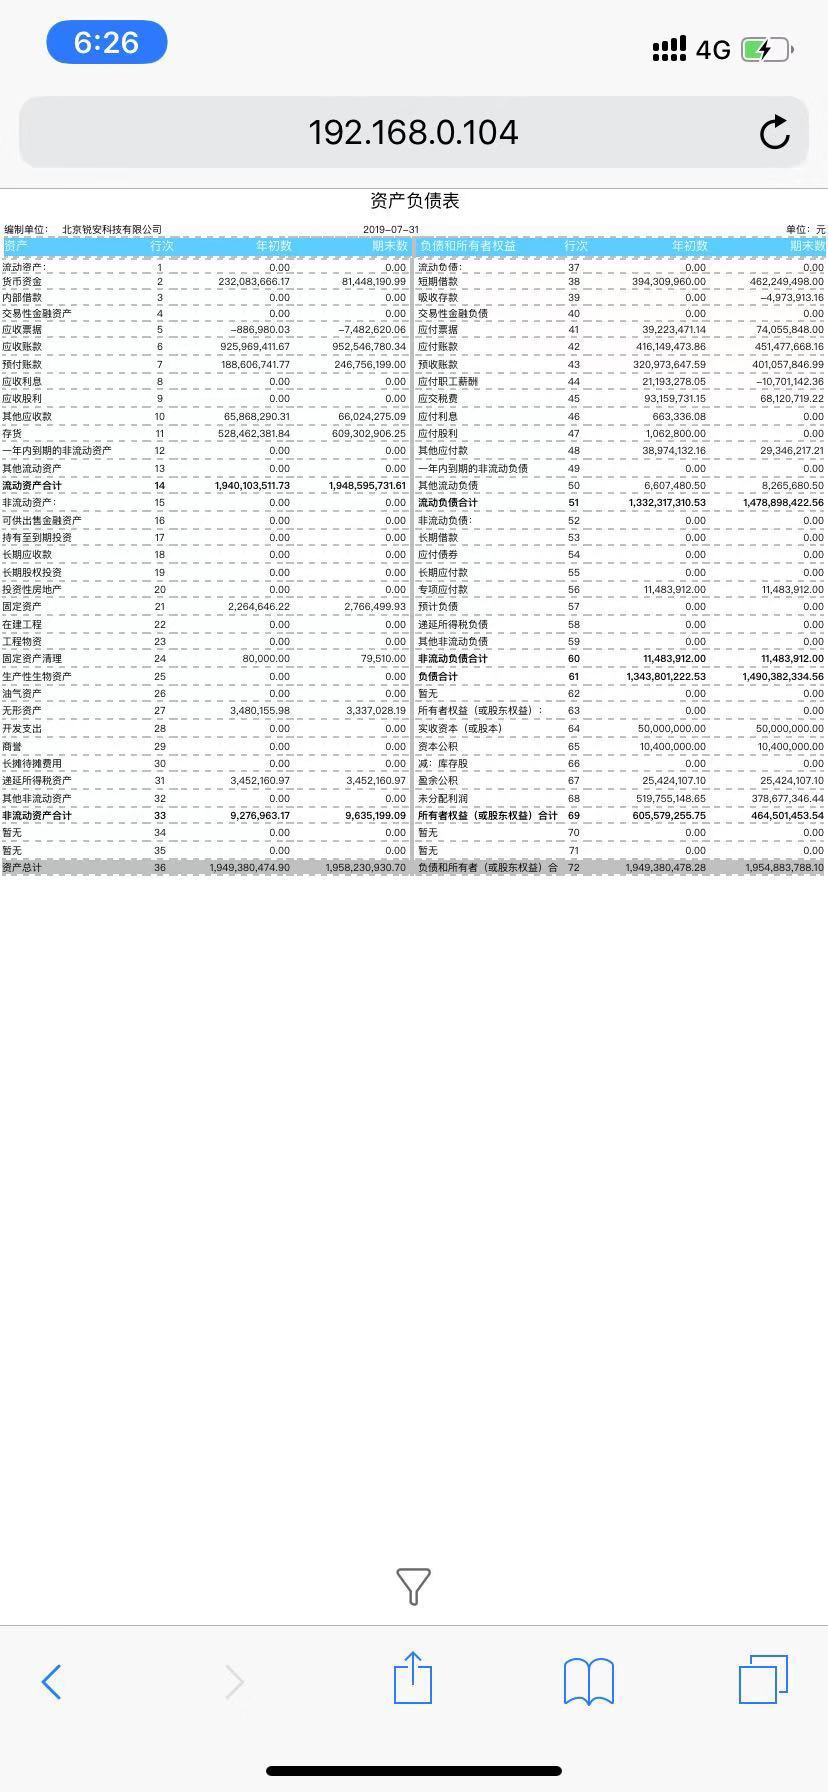 6:26
4G
192.168.0.104
资产负债表
编制单位: 北京锐安科技有限公司 2019-07-31 单位: 元
资产 行次 年初数 期末数 负债和所有者权益 行次 年初数 期末数
流动资产: 1 0.00 0.00 流动负债: 37 0.00 0.00
货币资金 2 232,083,666.17 81,448,190.99 短期借款 38 394,309,960.00 462,249,498.00
内部借款 3 0.00 0.00 吸收存款 39 0.00 -4,973,913.16
交易性金融资产 4 0.00 0.00 交易性金融负债 40 0.00 0.00
应收票据 5 -886,980.03 -7,482,620.06 应付票据 41 39,223,471.14 74,055,848.00
应收账款 6 925,969,411.67 952,546,780.34 应付账款 42 416,149,473.86 451,477,668.16
预付账款 7 188,606,741.77 246,756,199.00 预收账款 43 320,973,647.59 401,057,846.99
应收利息 8 0.00 0.00 应付职工薪酬 44 21,193,278.05 -10,701,142.36
应收股利 9 0.00 0.00 应交税费 45 93,159,731.15 68,120,719.22
其他应收款 10 65,868,290.31 66,024,275.09 应付利息 46 663,336.08 0.00
存货 11 528,462,381.84 609,302,906.25 应付股利 47 1,062,800.00 0.00
一年内到期的非流动资产 12 0.00 0.00 其他应付款 48 38,974,132.16 29,346,217.21
其他流动资产 13 0.00 0.00 一年内到期的非流动负债 49 0.00 0.00
流动资产合计 14 1,940,103,511.73 1,948,595,731.61 其他流动负债 50 6,607,480.50 8,265,680.50
非流动资产: 15 0.00 0.00 流动负债合计 51 1,332,317,310.53 1,478,898,422.56
可供出售金融资产 16 0.00 0.00 非流动负债: 52 0.00 0.00
持有至到期投资 17 0.00 0.00 长期借款 53 0.00 0.00
长期应收款 18 0.00 0.00 应付债券 54 0.00 0.00
长期股权投资 19 0.00 0.00 长期应付款 55 0.00 0.00
投资性房地产 20 0.00 0.00 专项应付款 56 11,483,912.00 11,483,912.00
固定资产 21 2,264,646.22 2,766,499.93 预计负债 57 0.00 0.00
在建工程 22 0.00 0.00 递延所得税负债 58 0.00 0.00
工程物资 23 0.00 0.00 其他非流动负债 59 0.00 0.00
固定资产清理 24 80,000.00 79,510.00 非流动负债合计 60 11,483,912.00 11,483,912.00
生产性生物资产 25 0.00 0.00 负债合计 61 1,343,801,222.53 1,490,382,334.56
油气资产 26 0.00 0.00 暂无 62 0.00 0.00
无形资产 27 3,480,155.98 3,337,028.19 所有者权益（或股东权益）: 63 0.00 0.00
开发支出 28 0.00 0.00 实收资本（或股本） 64 50,000,000.00 50,000,000.00
商誉 29 0.00 0.00 资本公积 65 10,400,000.00 10,400,000.00
长摊待摊费用 30 0.00 0.00 减: 库存股 66 0.00 0.00
递延所得税资产 31 3,452,160.97 3,452,160.97 盈余公积 67 25,424,107.10 25,424,107.10
其他非流动资产 32 0.00 0.00 未分配利润 68 519,755,148.65 378,677,346.44
非流动资产合计 33 9,276,963.17 9,635,199.09 所有者权益（或股东权益）合计 69 605,579,255.75 464,501,453.54
暂无 34 0.00 0.00 暂无 70 0.00 0.00
暂无 35 0.00 0.00 暂无 71 0.00 0.00
资产总计 36 1,949,380,474.90 1,958,230,930.70 负债和所有者（或股东权益）合 72 1,949,380,478.28 1,954,883,788.10